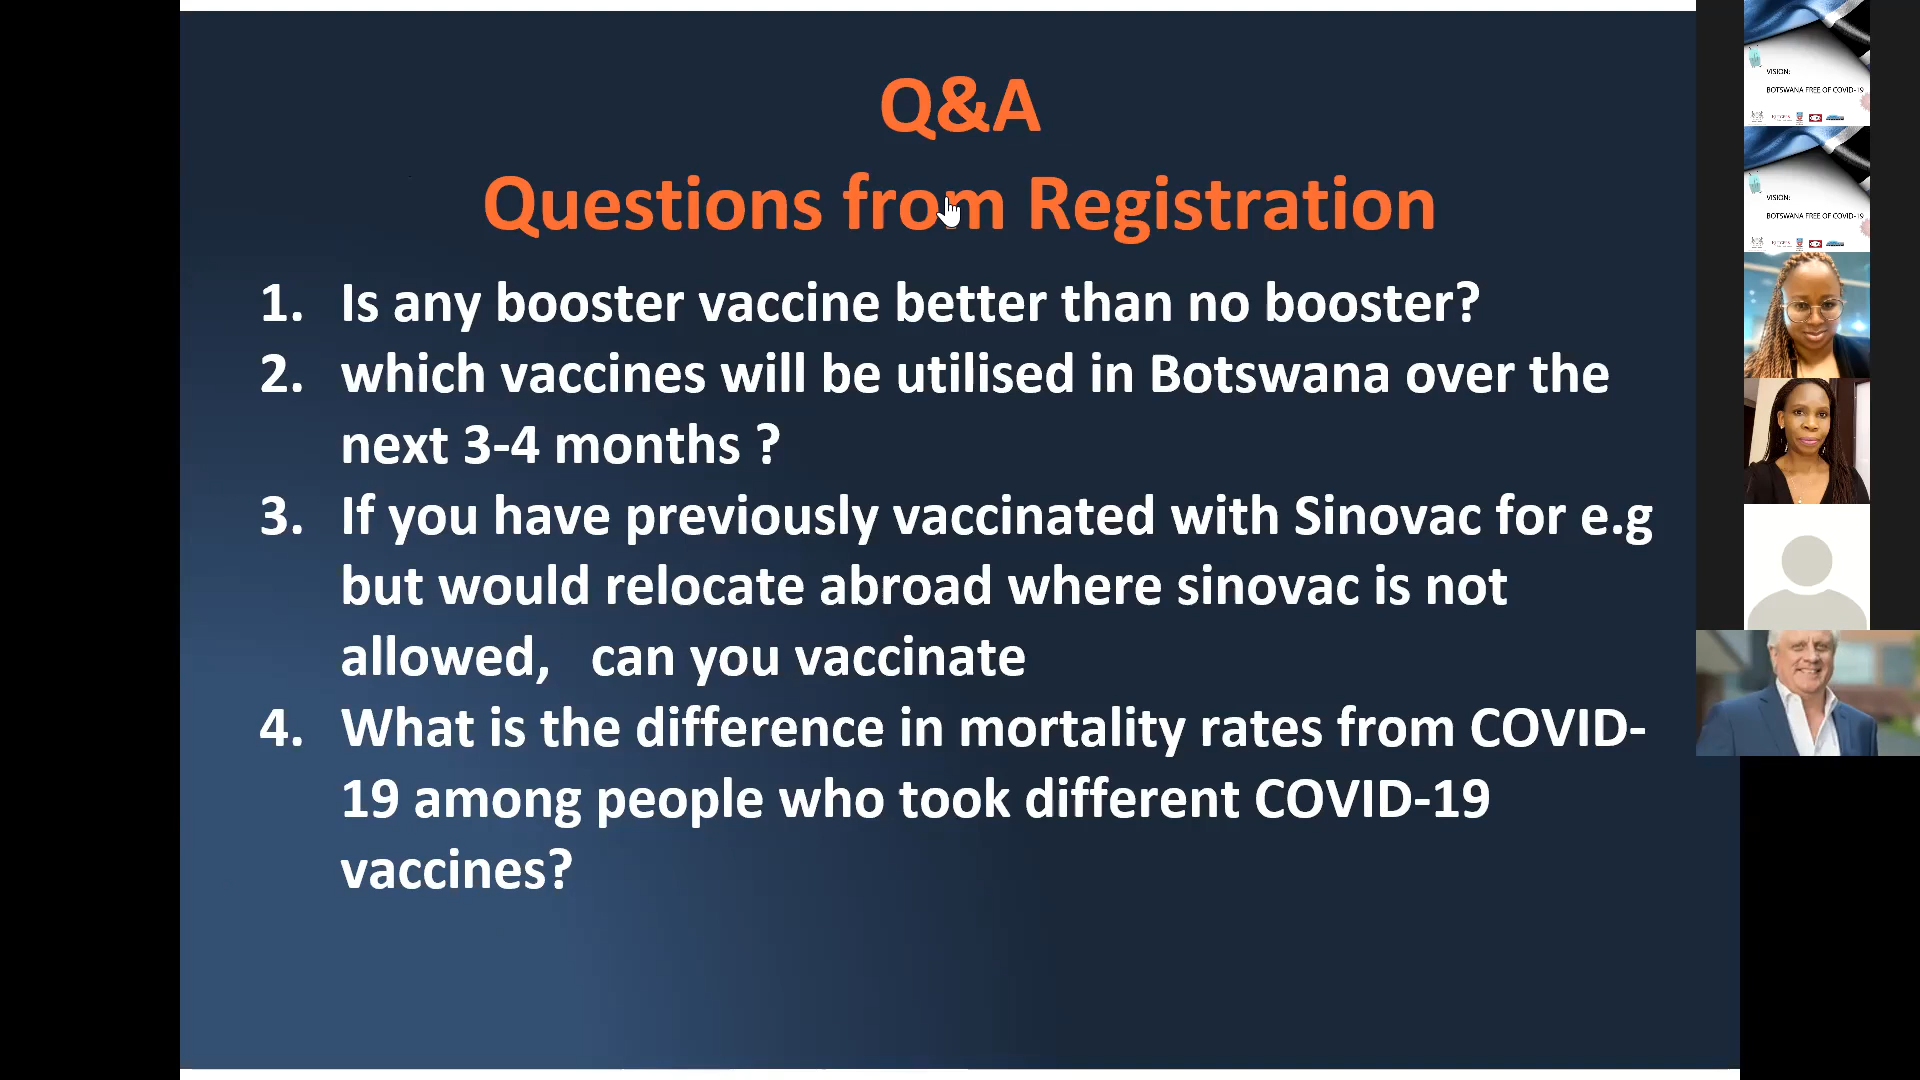 Q&A
Questions from Registration
1. Is any booster vaccine better than no booster?
2. which vaccines will be utilised in Botswana over the
next 3-4 months ?
3. If you have previously vaccinated with Sinovac for e.g
but would relocate abroad where sinovac is not
allowed, can you vaccinate
4. What is the difference in mortality rates from COVID-
19 among people who took different COVID-19
vaccines?
VISION:
BOTSWANA FREE OF COVID-19
VISION:
BOTSWANA FREE OF COVID-19